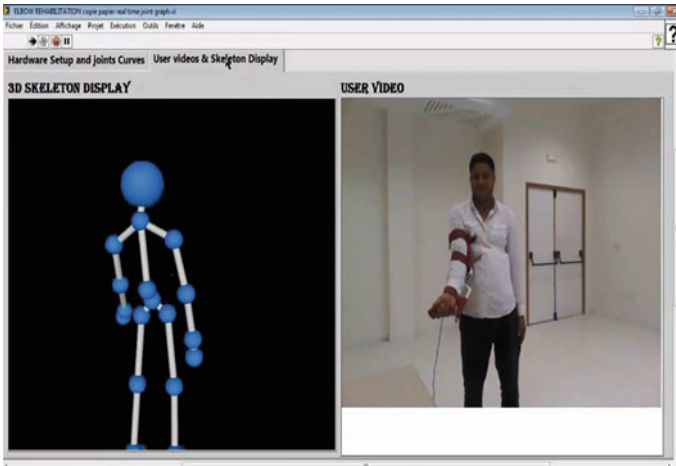 ELBOW REHABILITATION copie papier real time joint graph.vi
Fichier Édition Affichage Projet Exécution Outils Fenêtre Aide
?
Hardware Setup and joints Curves User videos & Skeleton Display
3D SKELETON DISPLAY
USER VIDEO